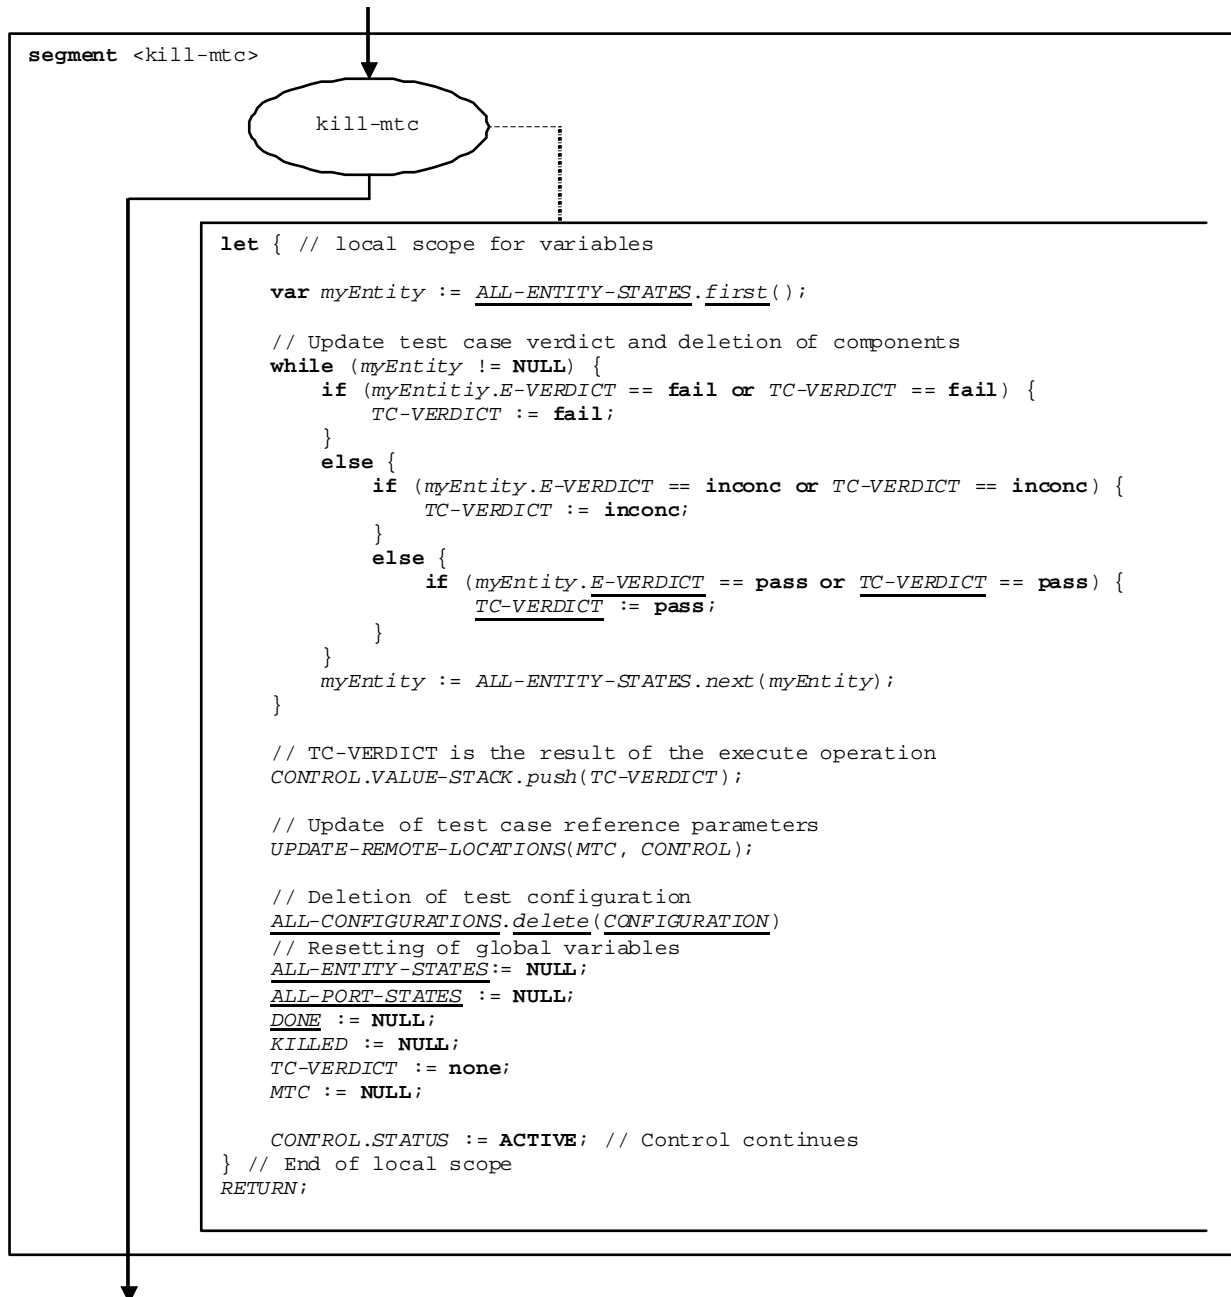 segment <kill-mtc>
kill-mtc
let { // local scope for variables
var myEntity := ALL-ENTITY-STATES.first();
// Update test case verdict and deletion of components
while (myEntity != NULL) {
if (myEntitiy.E-VERDICT == fail or TC-VERDICT == fail) {
TC-VERDICT := fail;
}
else {
if (myEntity.E-VERDICT == inconc or TC-VERDICT == inconc) {
TC-VERDICT := inconc;
}
else {
if (myEntity.E-VERDICT == pass or TC-VERDICT == pass) {
TC-VERDICT := pass;
}
}
myEntity := ALL-ENTITY-STATES.next(myEntity);
}
// TC-VERDICT is the result of the execute operation
CONTROL.VALUE-STACK.push(TC-VERDICT);
// Update of test case reference parameters
UPDATE-REMOTE-LOCATIONS(MTC, CONTROL);
// Deletion of test configuration
ALL-CONFIGURATIONS.delete(CONFIGURATION)
// Resetting of global variables
ALL-ENTITY-STATES:= NULL;
ALL-PORT-STATES := NULL;
DONE := NULL;
KILLED := NULL;
TC-VERDICT := none;
MTC := NULL;
CONTROL.STATUS := ACTIVE; // Control continues
} // End of local scope
RETURN;